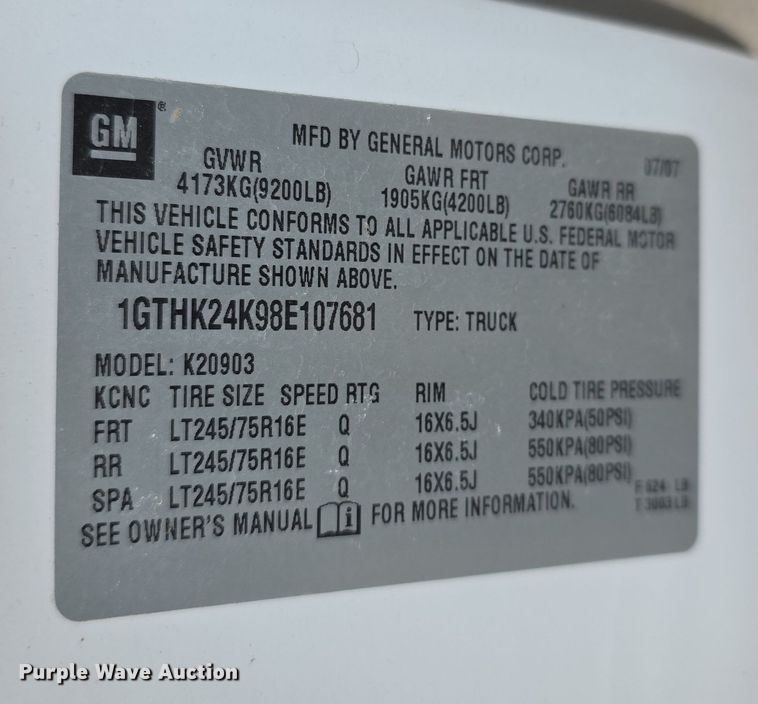 GM ®
MFD BY GENERAL MOTORS CORP. 07/07
GVWR GAWR FRT GAWR RR
4173KG(9200LB) 1905KG(4200LB) 2760KG(6084LB)
THIS VEHICLE CONFORMS TO ALL APPLICABLE U.S. FEDERAL MOTOR
VEHICLE SAFETY STANDARDS IN EFFECT ON THE DATE OF
MANUFACTURE SHOWN ABOVE.
1GTHK24K98E107681 TYPE: TRUCK
MODEL: K20903
KCNC TIRE SIZE SPEED RTG RIM COLD TIRE PRESSURE
FRT LT245/75R16E Q 16X6.5J 340KPA(50PSI)
RR LT245/75R16E Q 16X6.5J 550KPA(80PSI)
SPA LT245/75R16E Q 16X6.5J 550KPA(80PSI)
SEE OWNER'S MANUAL i FOR MORE INFORMATION.
Purple Wave Auction